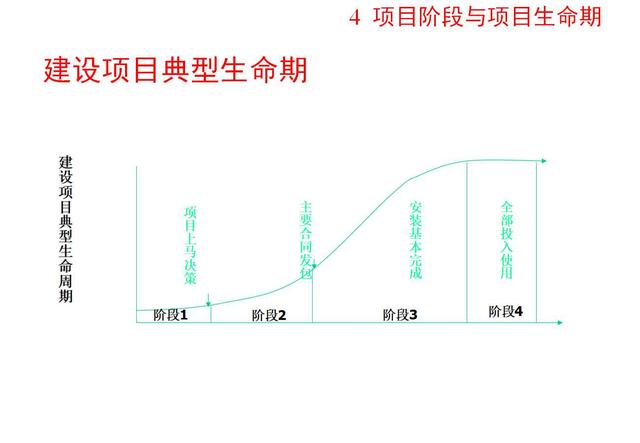 4 项目阶段与项目生命期
建设项目典型生命期
建设项目典型生命周期
项目上马决策
主要合同发包
安装基本完成
全部投入使用
阶段1
阶段2
阶段3
阶段4